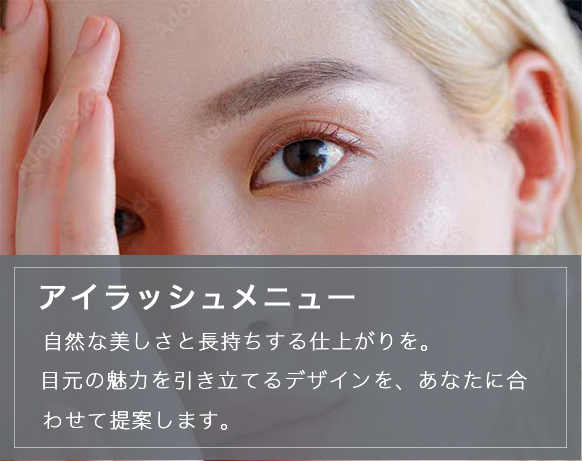 アイラッシュメニュー
自然な美しさと長持ちする仕上がりを。
目元の魅力を引き立てるデザインを、あなたに合
わせて提案します。